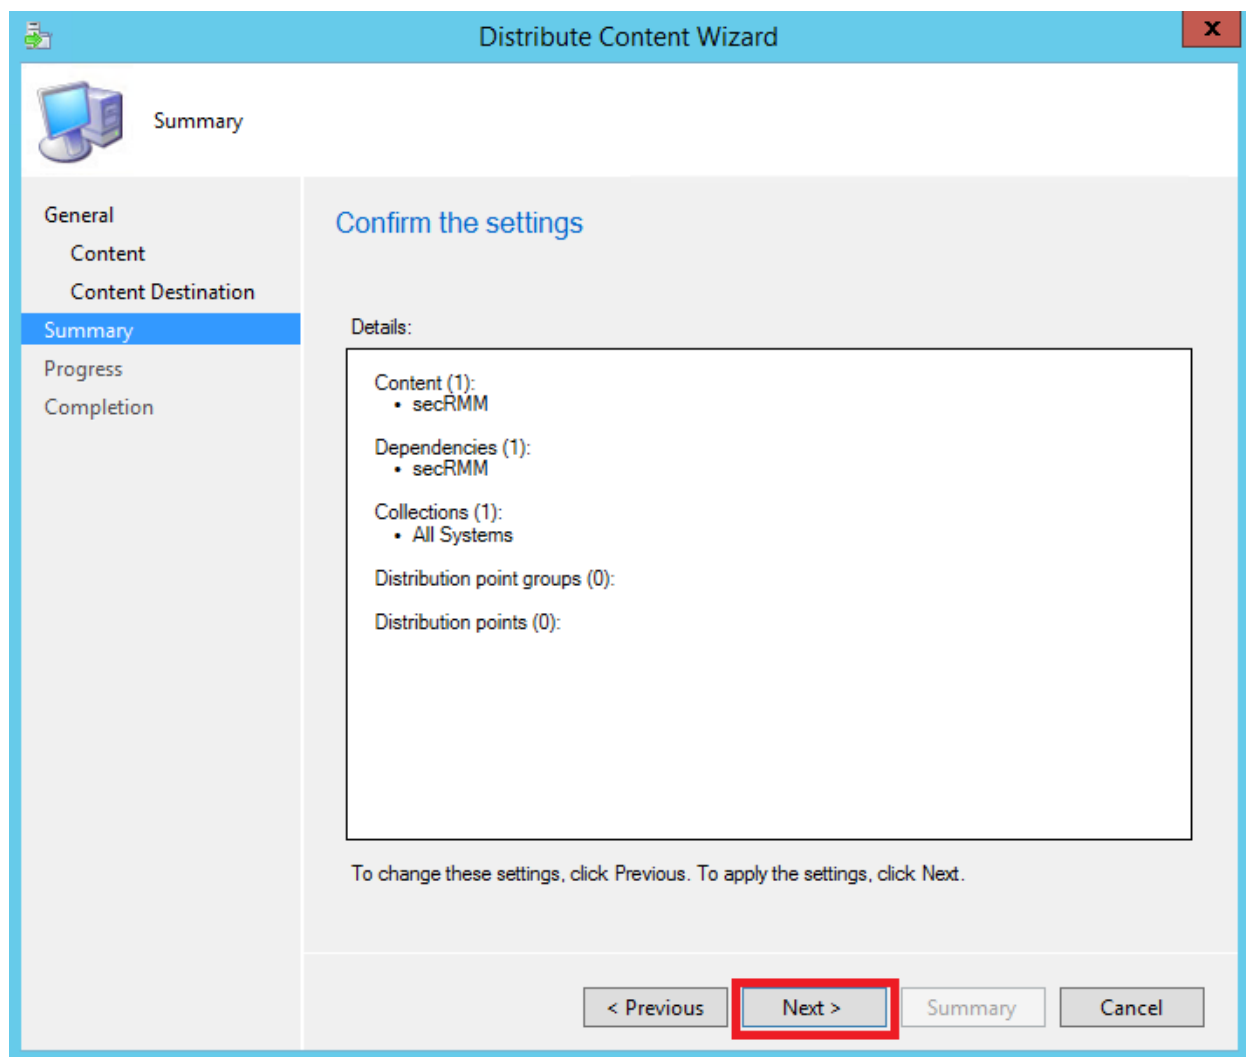 Distribute Content Wizard
x
Summary
General
Content
Content Destination
Summary
Progress
Completion
Confirm the settings
Details:
Content (1):
• secRMM
Dependencies (1):
• secRMM
Collections (1):
• All Systems
Distribution point groups (0):
Distribution points (0):
To change these settings, click Previous. To apply the settings, click Next.
< Previous
Next >
Summary
Cancel